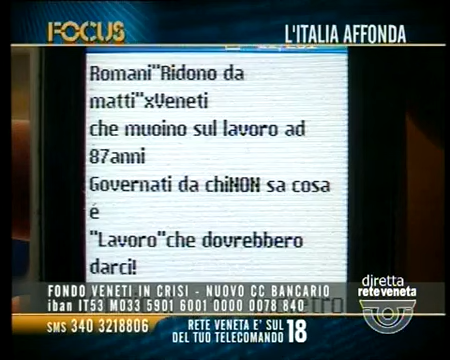 FOCUS
L'ITALIA AFFONDA
Romani"Ridono da
matti"xVeneti
che muoino sul lavoro ad
87anni
Governati da chiNON sa cosa
é
"Lavoro"che dovrebbero
darci!
FONDO VENETI IN CRISI - NUOVO CC BANCARIO
iban IT53 M033 5901 6001 0000 0078 840
diretta
reteveneta
SMS 340 3218806
RETE VENETA E' SUL
DEL TUO TELECOMANDO 18